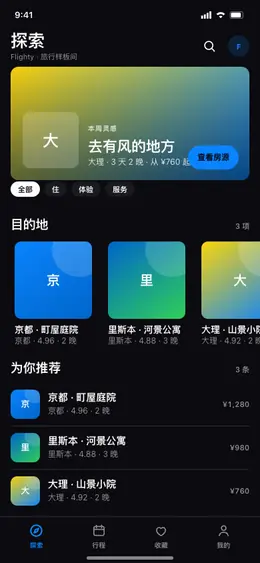 9:41
探索
Flighty · 旅行样板间
F
本周灵感
大
去有风的地方
大理 · 3 天 2 晚 · 从 ¥760 起
查看房源
全部
住
体验
服务
目的地
3 项
京
里
大
京都 · 町屋庭院
里斯本 · 河景公寓
大理 · 山景小
京都 · 4.96 · 2 晚
里斯本 · 4.88 · 3 晚
大理 · 4.92 · 2
为你推荐
3 条
京
京都 · 町屋庭院
京都 · 4.96 · 2 晚
¥1,280
里
里斯本 · 河景公寓
里斯本 · 4.88 · 3 晚
¥980
大
大理 · 山景小院
大理 · 4.92 · 2 晚
¥760
探索
行程
收藏
我的